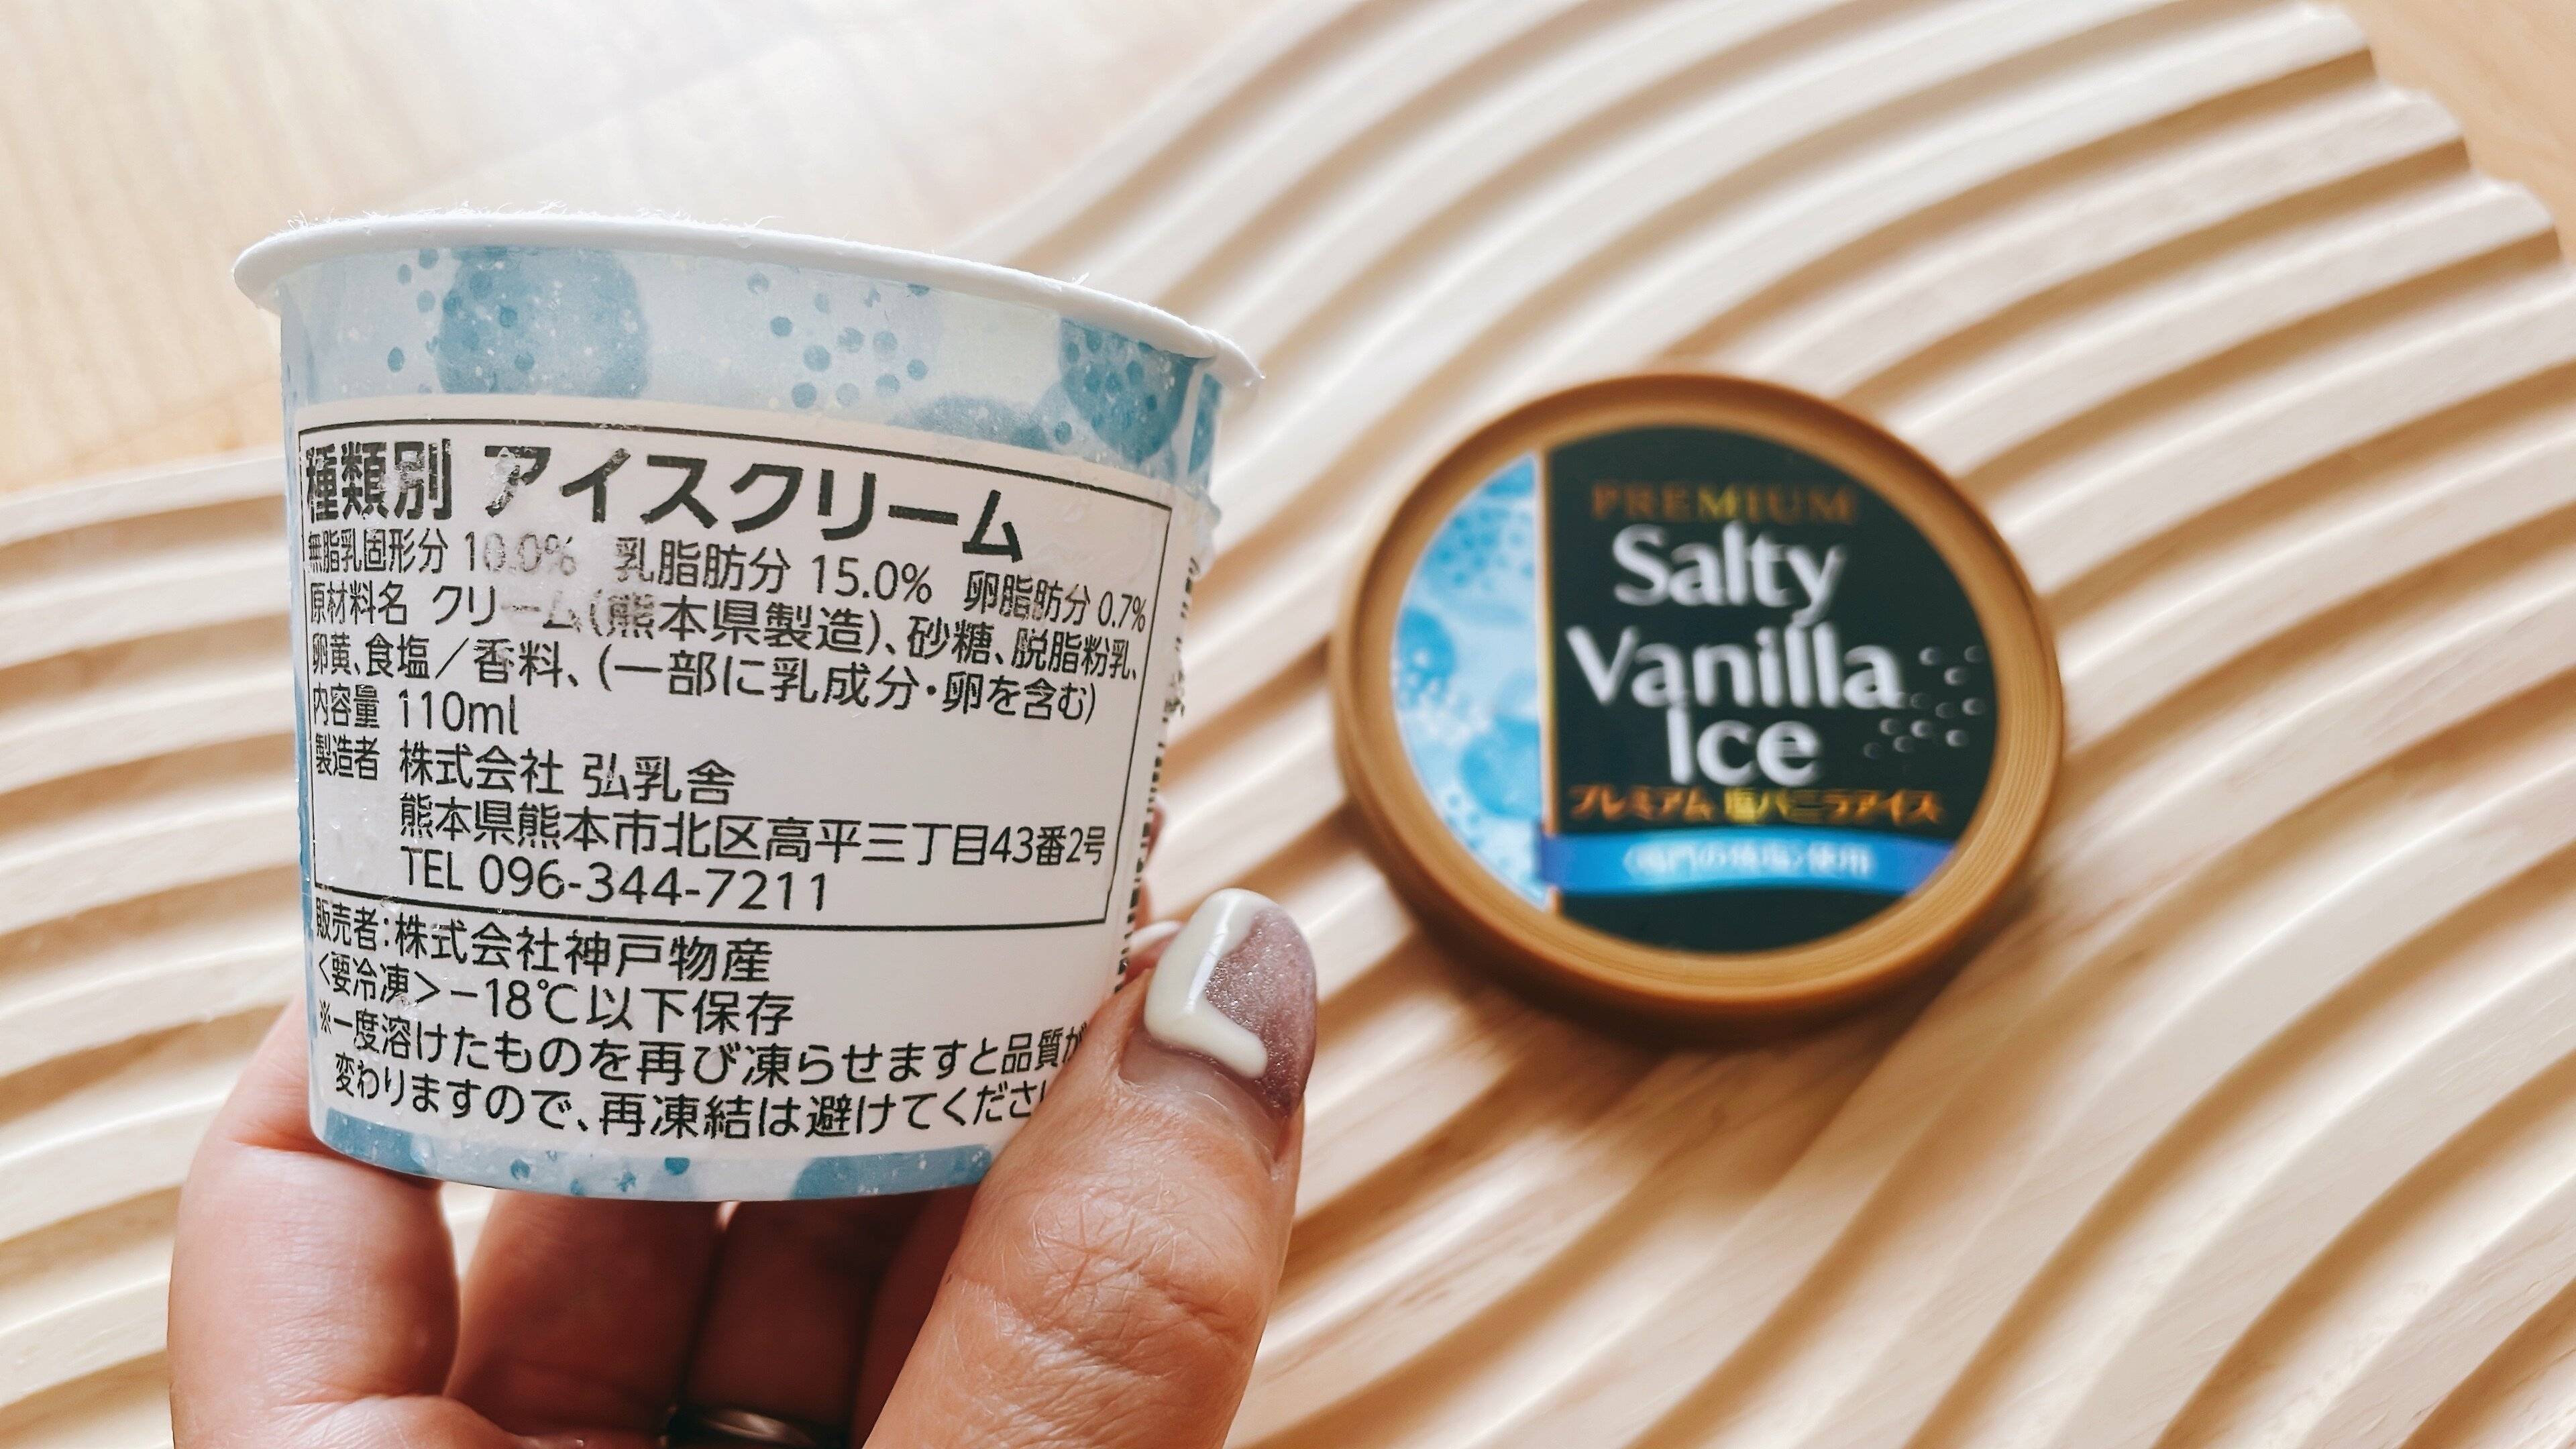 種類別 アイスクリーム
無脂乳固形分 10.0% 乳脂肪分 15.0% 卵脂肪分 0.7%
原材料名 クリーム(熊本県製造)、砂糖、脱脂粉乳、
卵黄、食塩／香料、(一部に乳成分・卵を含む)
内容量 110ml
製造者 株式会社 弘乳舎
熊本県熊本市北区高平三丁目43番2号
TEL 096-344-7211
販売者:株式会社神戸物産
<要冷凍>−18℃以下保存
※一度溶けたものを再び凍らせますと品質が
変わりますので、再凍結は避けてくださ
PREMIUM
Salty
Vanilla
Ice
プレミアム 塩バニラアイス
〈鳴門の焼塩〉使用